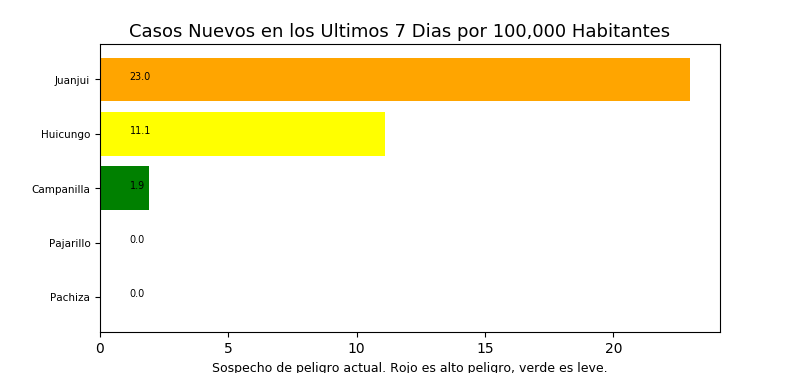 Casos Nuevos en los Ultimos 7 Dias por 100,000 Habitantes
Juanjui 23.0
Huicungo 11.1
Campanilla 1.9
Pajarillo 0.0
Pachiza 0.0
0 5 10 15 20
Sospecho de peligro actual. Rojo es alto peligro, verde es leve.